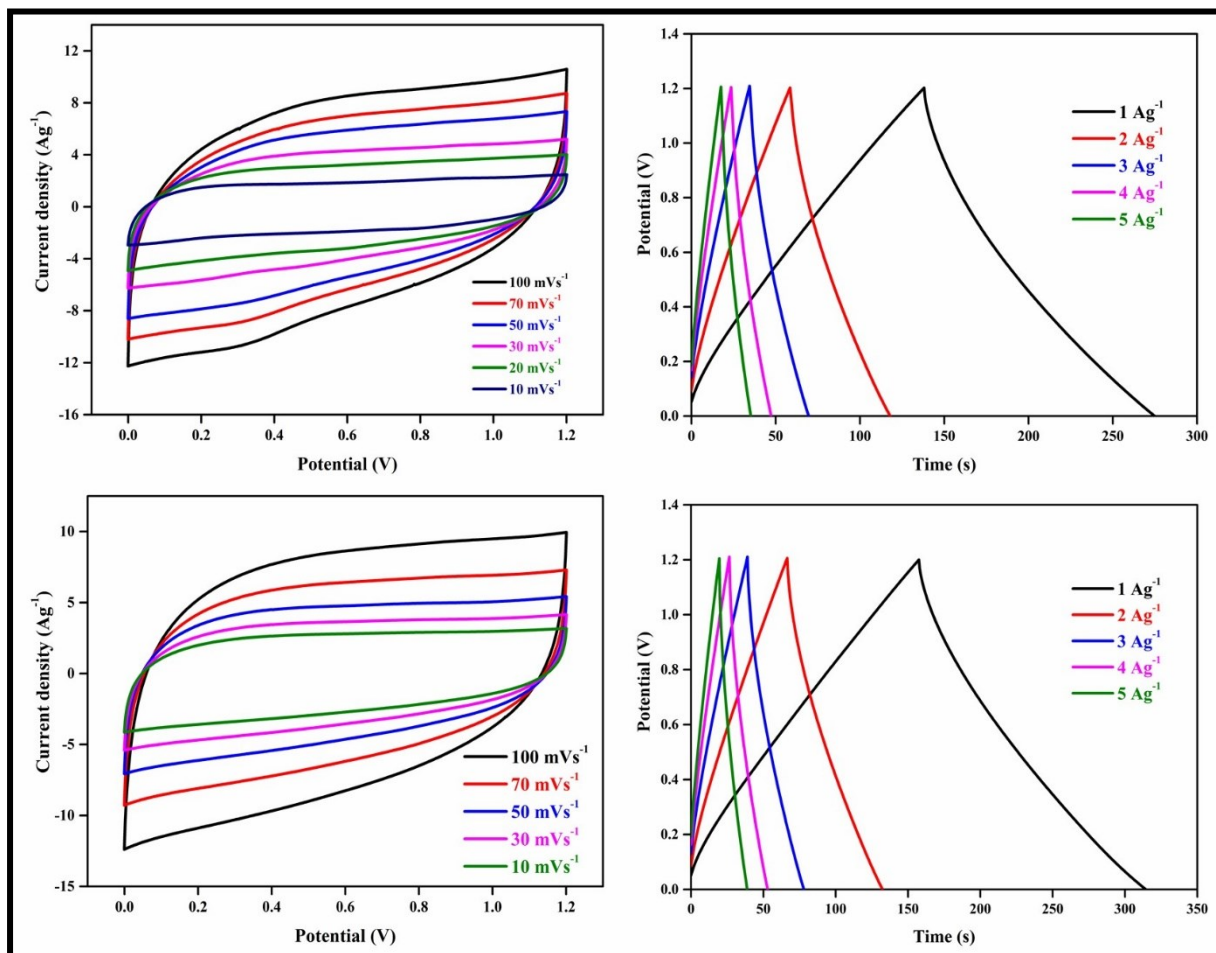 12
8
4
0
-4
-8
-12
-16
Current density (Ag⁻¹)
100 mVs⁻¹
70 mVs⁻¹
50 mVs⁻¹
30 mVs⁻¹
20 mVs⁻¹
10 mVs⁻¹
0.0 0.2 0.4 0.6 0.8 1.0 1.2
Potential (V)
1.4
1.2
1.0
0.8
0.6
0.4
0.2
0.0
Potential (V)
1 Ag⁻¹
2 Ag⁻¹
3 Ag⁻¹
4 Ag⁻¹
5 Ag⁻¹
0 50 100 150 200 250 300
Time (s)
10
5
0
-5
-10
-15
Current density (Ag⁻¹)
100 mVs⁻¹
70 mVs⁻¹
50 mVs⁻¹
30 mVs⁻¹
10 mVs⁻¹
0.0 0.2 0.4 0.6 0.8 1.0 1.2
Potential (V)
1.4
1.2
1.0
0.8
0.6
0.4
0.2
0.0
Potential (V)
1 Ag⁻¹
2 Ag⁻¹
3 Ag⁻¹
4 Ag⁻¹
5 Ag⁻¹
0 50 100 150 200 250 300 350
Time (s)